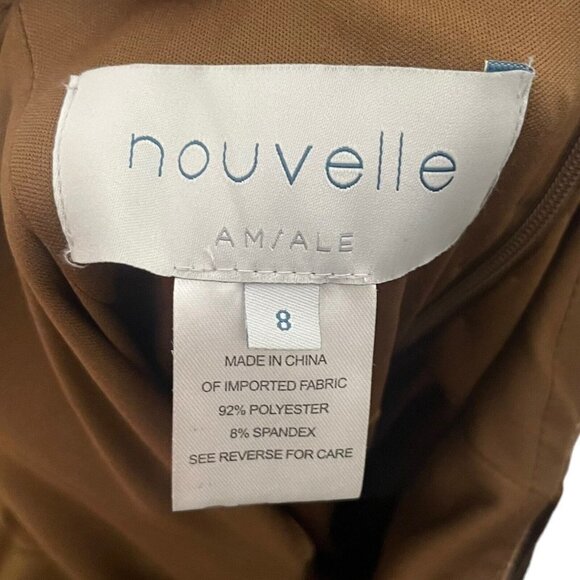 nouvelle
AM/ALE
8
MADE IN CHINA
OF IMPORTED FABRIC
92% POLYESTER
8% SPANDEX
SEE REVERSE FOR CARE